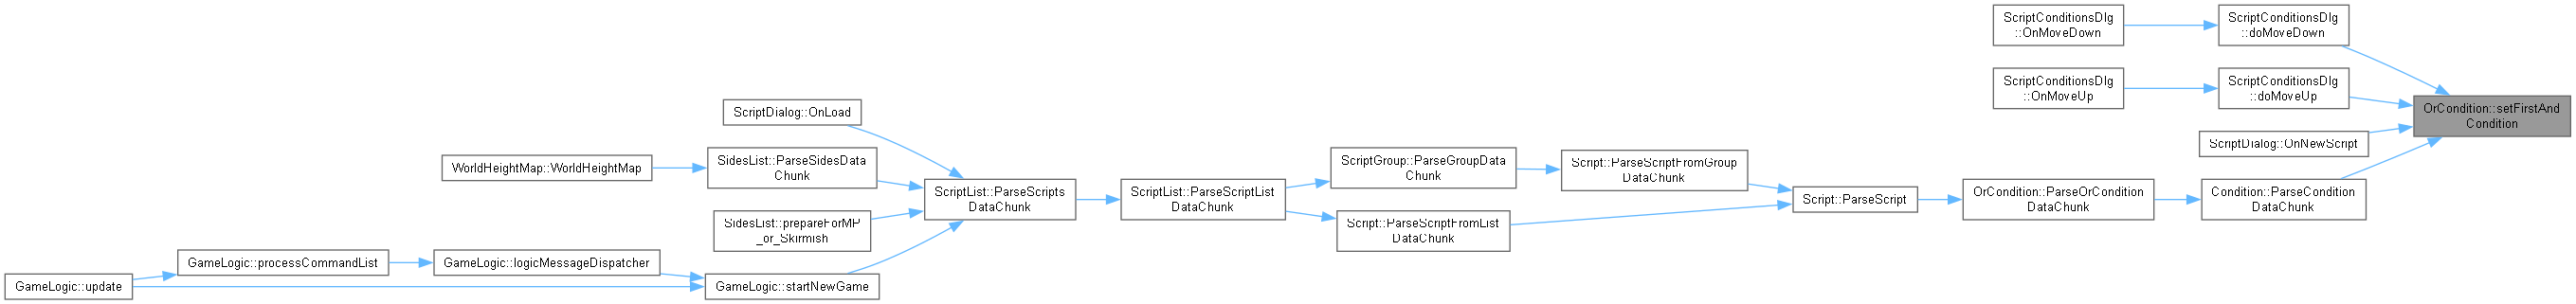 ScriptConditionsDlg
::OnMoveDown
ScriptConditionsDlg
::doMoveDown
ScriptConditionsDlg
::OnMoveUp
ScriptConditionsDlg
::doMoveUp
OrCondition::setFirstAnd
Condition
ScriptDialog::OnLoad
ScriptDialog::OnNewScript
WorldHeightMap::WorldHeightMap
SidesList::ParseSidesData
Chunk
ScriptGroup::ParseGroupData
Chunk
Script::ParseScriptFromGroup
DataChunk
ScriptList::ParseScripts
DataChunk
ScriptList::ParseScriptList
DataChunk
Script::ParseScript
OrCondition::ParseOrCondition
DataChunk
Condition::ParseCondition
DataChunk
SidesList::prepareForMP
_or_Skirmish
Script::ParseScriptFromList
DataChunk
GameLogic::processCommandList
GameLogic::logicMessageDispatcher
GameLogic::update
GameLogic::startNewGame